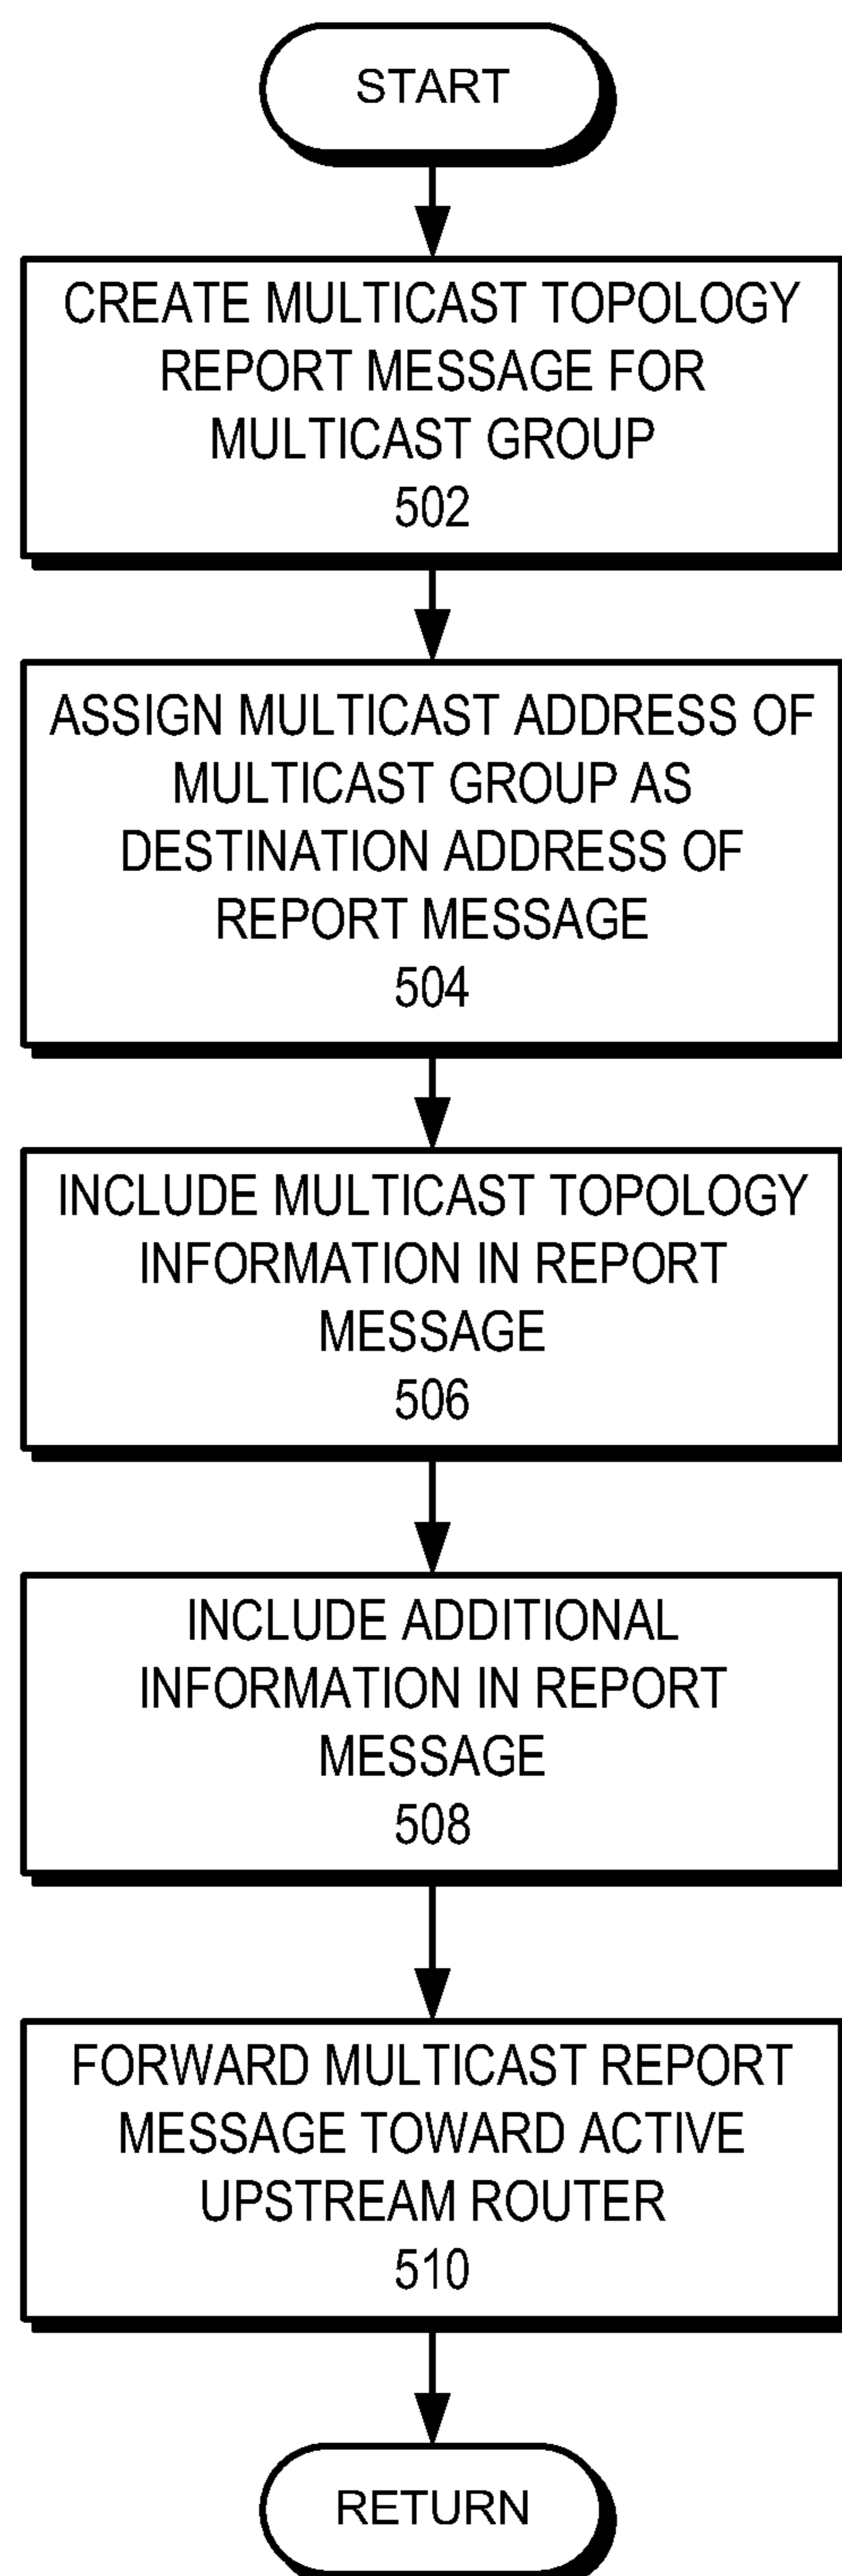 START
CREATE MULTICAST TOPOLOGY
REPORT MESSAGE FOR
MULTICAST GROUP
502
ASSIGN MULTICAST ADDRESS OF
MULTICAST GROUP AS
DESTINATION ADDRESS OF
REPORT MESSAGE
504
INCLUDE MULTICAST TOPOLOGY
INFORMATION IN REPORT
MESSAGE
506
INCLUDE ADDITIONAL
INFORMATION IN REPORT
MESSAGE
508
FORWARD MULTICAST REPORT
MESSAGE TOWARD ACTIVE
UPSTREAM ROUTER
510
RETURN